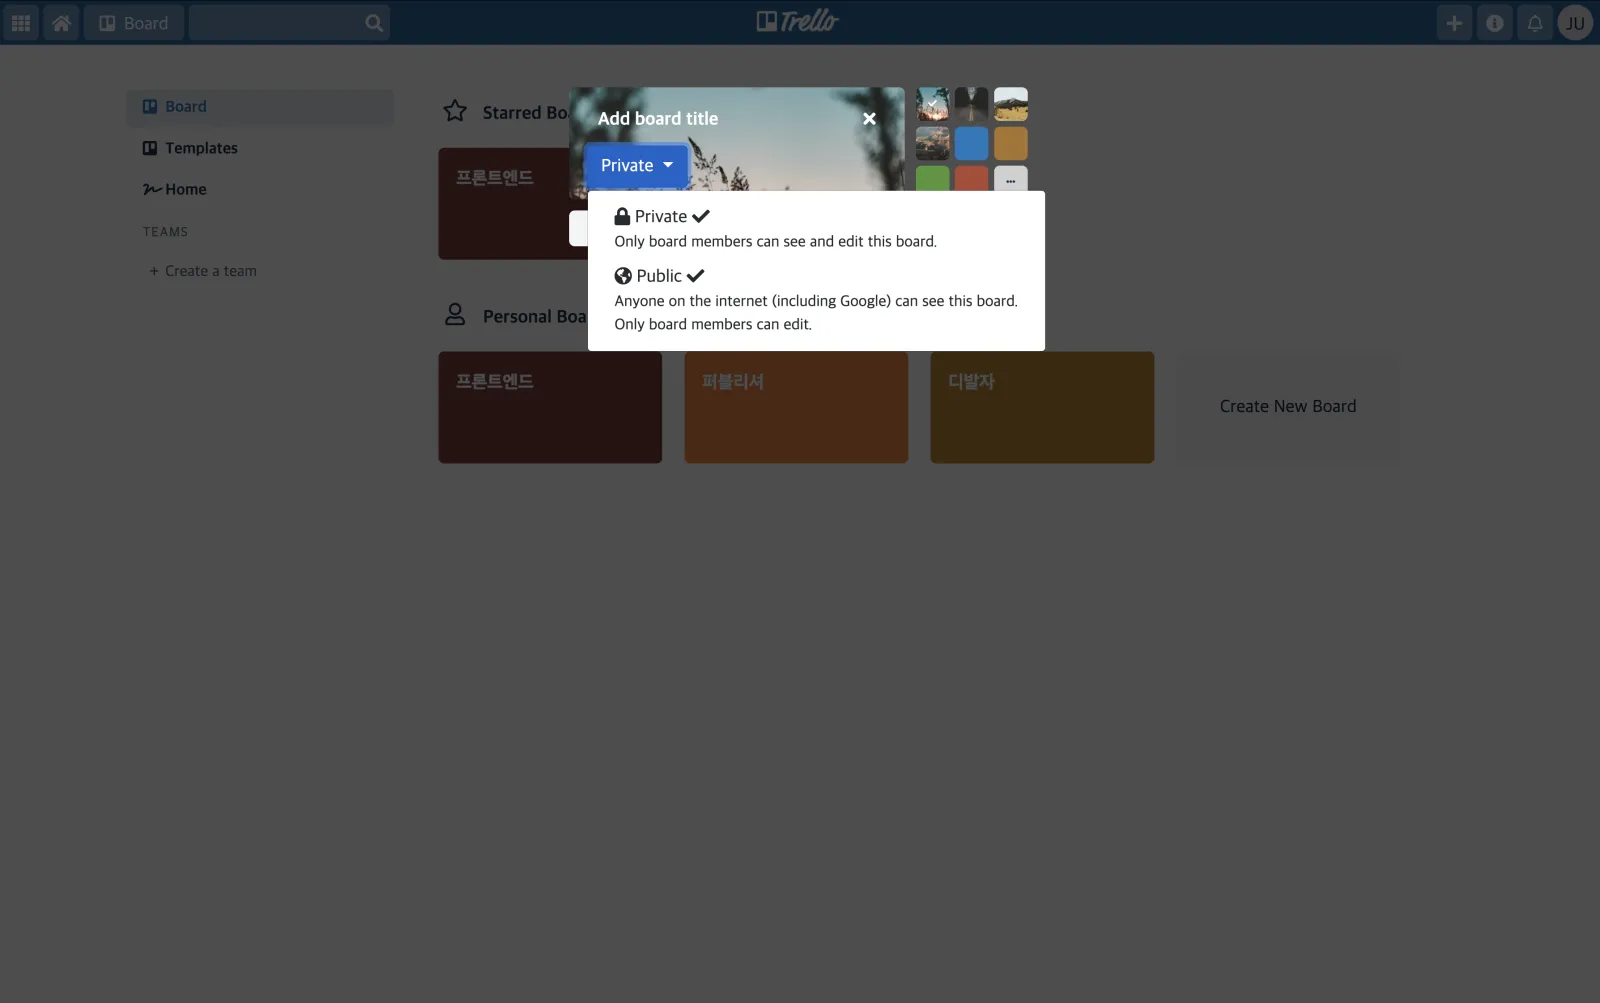 Board
Trello
JU
Board
Templates
Home
TEAMS
+ Create a team
Starred Bo
프론트엔드
Add board title
Private
Private
Only board members can see and edit this board.
Public
Anyone on the internet (including Google) can see this board.
Only board members can edit.
Personal Boa
프론트엔드
퍼블리셔
디발자
Create New Board